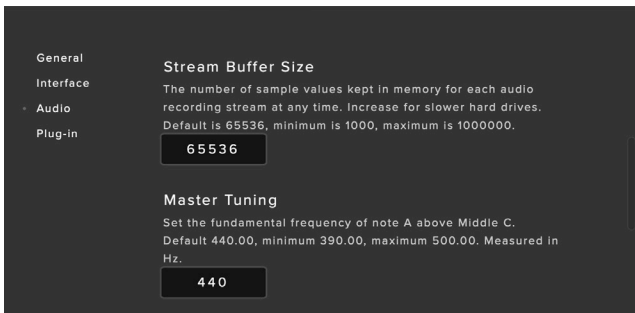 General
Interface
Audio
Plug-in
Stream Buffer Size
The number of sample values kept in memory for each audio
recording stream at any time. Increase for slower hard drives.
Default is 65536, minimum is 1000, maximum is 1000000.
65536
Master Tuning
Set the fundamental frequency of note A above Middle C.
Default 440.00, minimum 390.00, maximum 500.00. Measured in
Hz.
440